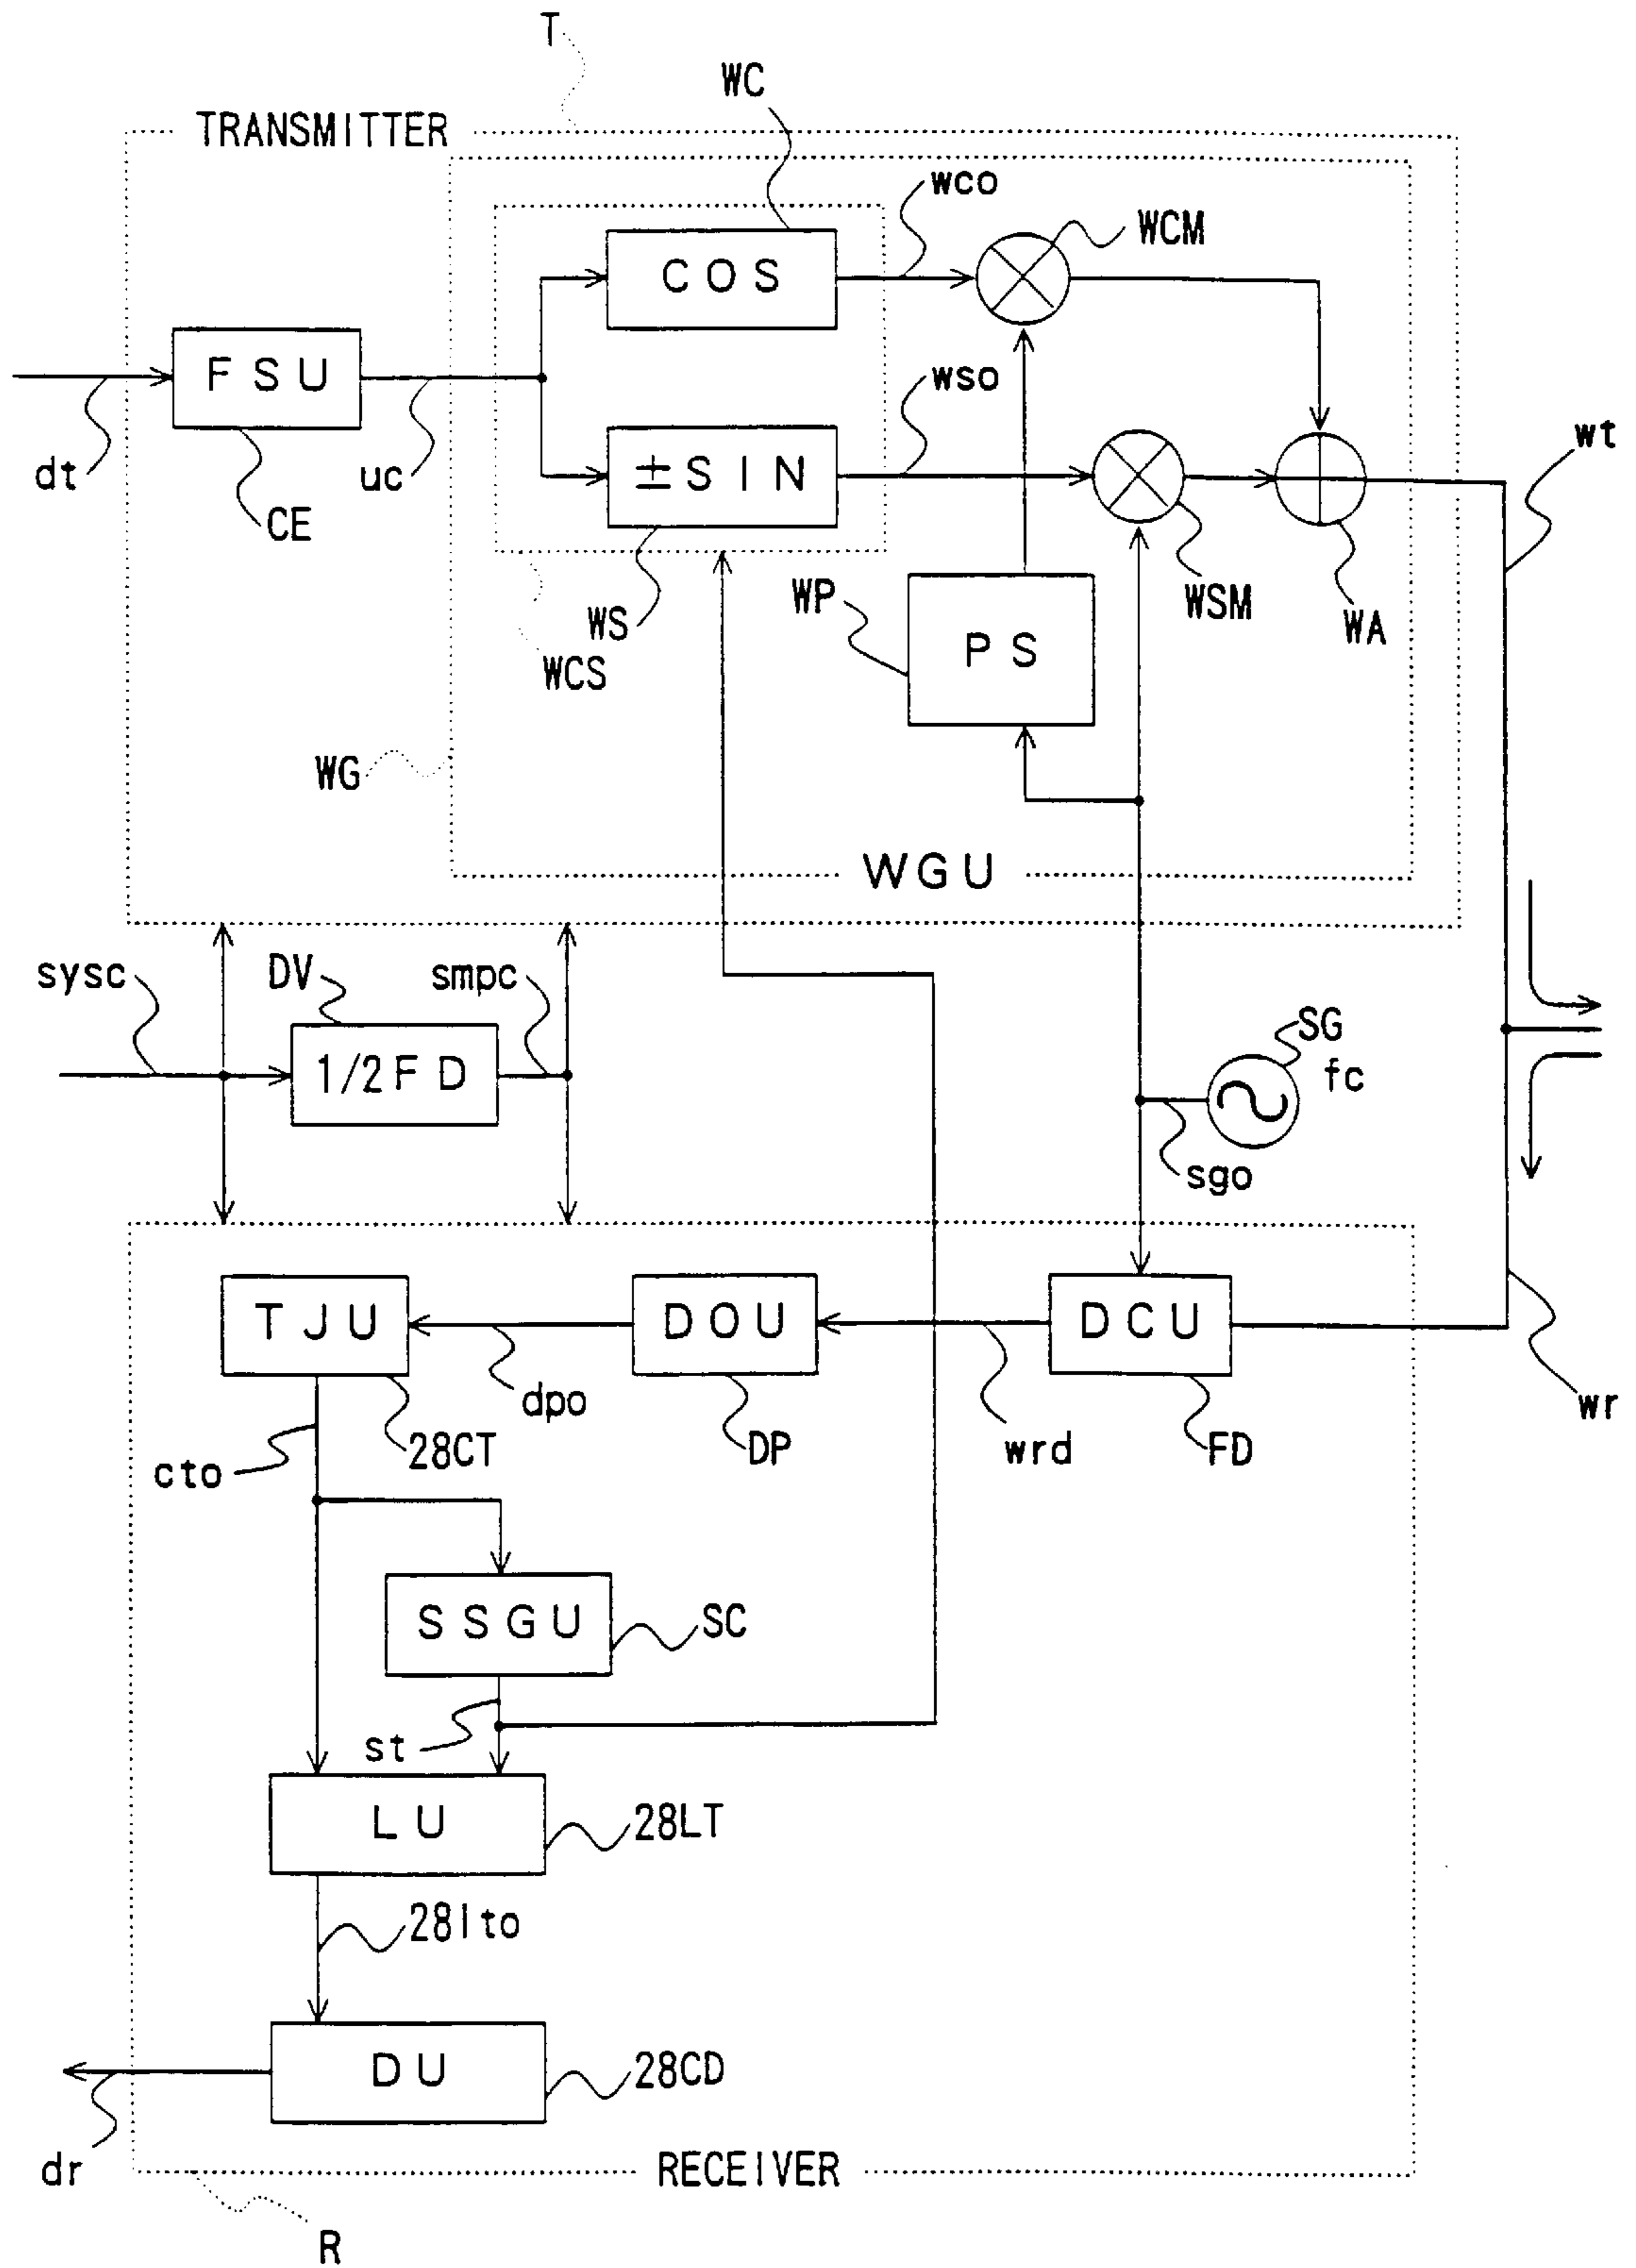 T
WC
TRANSMITTER
wco
WCM
COS
FSU
wso
wt
dt
uc
±SIN
CE
WP
WSM
WS
WA
PS
WCS
WG
WGU
sysc
DV
smpc
SG
1/2FD
fc
sgo
TJU
DOU
DCU
dpo
wr
28CT
DP
wrd
FD
cto
SSGU
SC
st
LU
28LT
28lto
DU
28CD
dr
RECEIVER
R